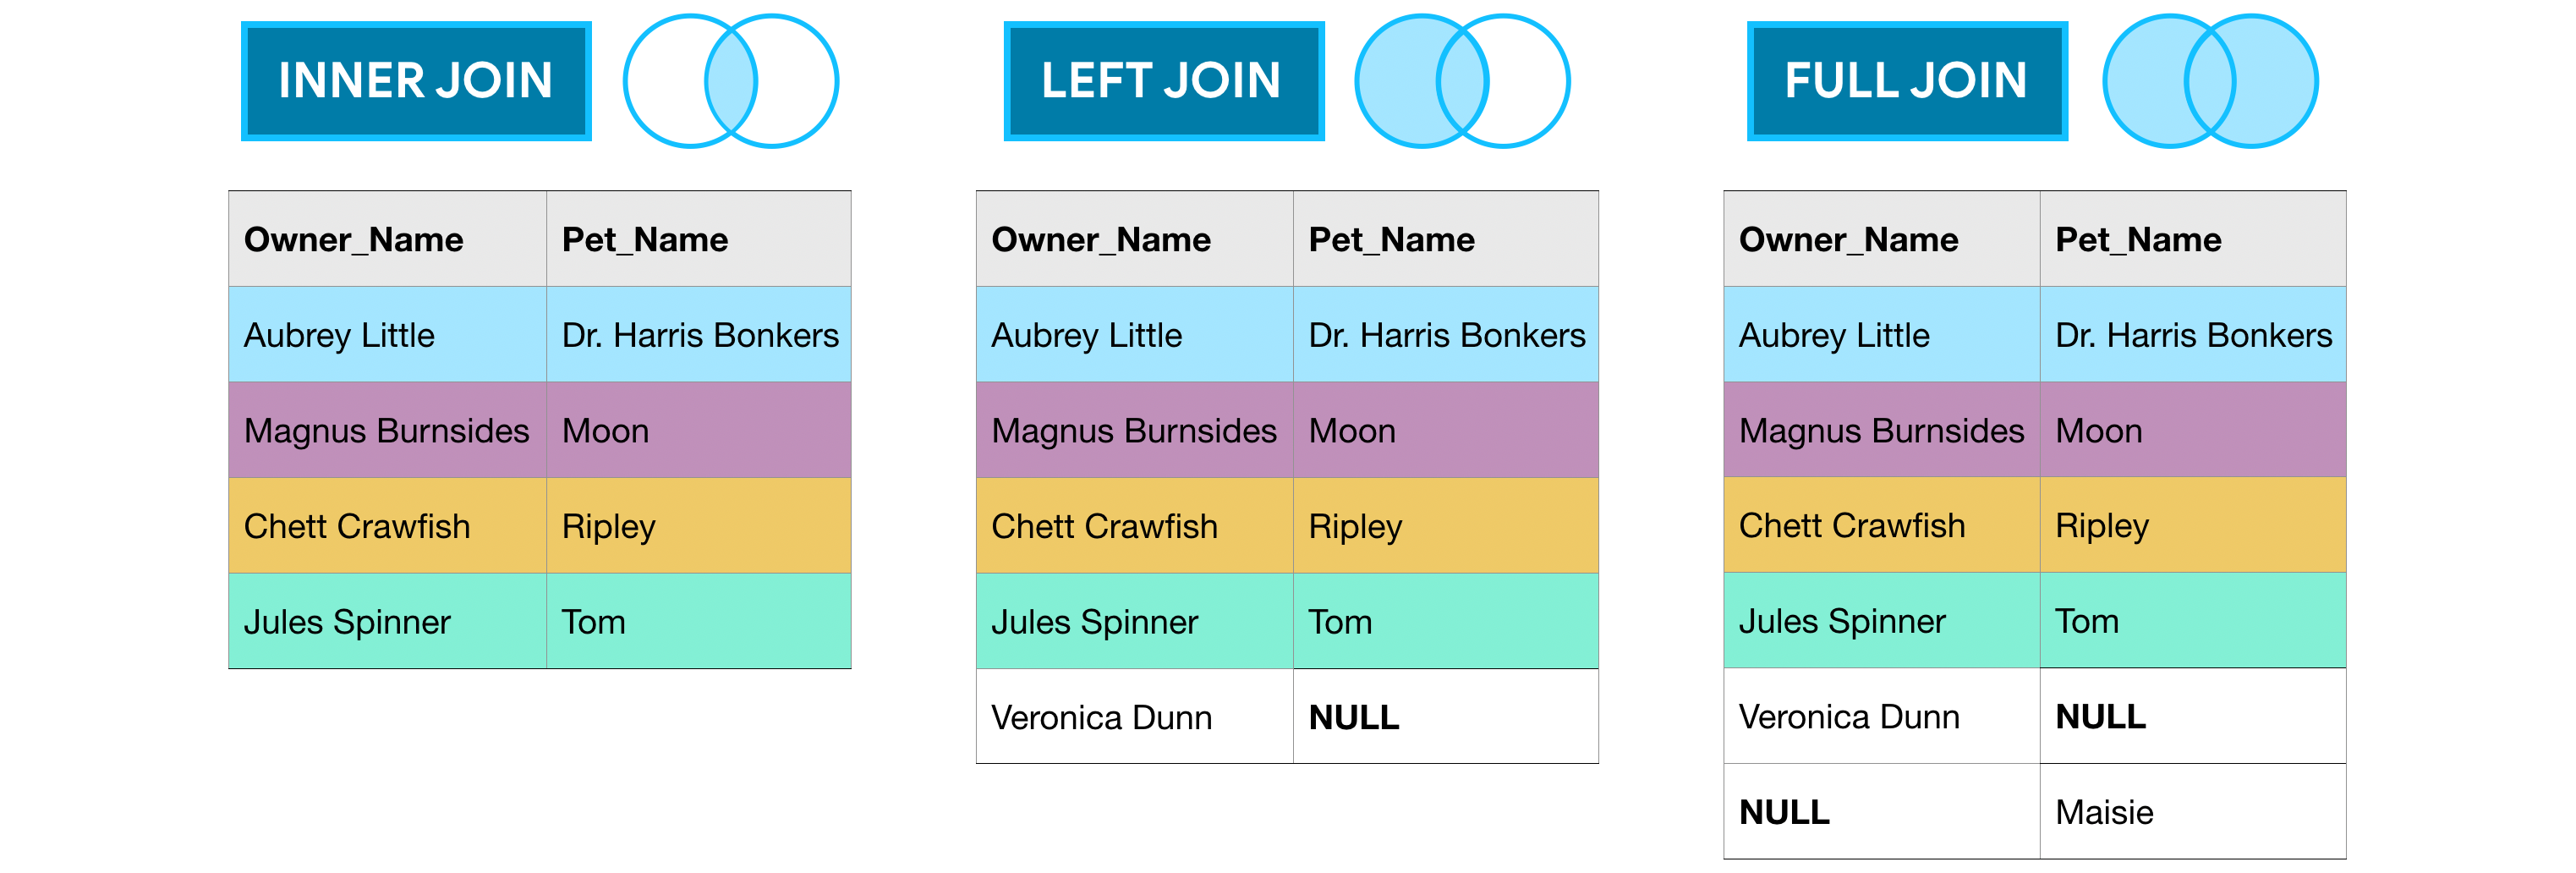 INNER JOIN
Owner_Name Pet_Name
Aubrey Little Dr. Harris Bonkers
Magnus Burnsides Moon
Chett Crawfish Ripley
Jules Spinner Tom
LEFT JOIN
Owner_Name Pet_Name
Aubrey Little Dr. Harris Bonkers
Magnus Burnsides Moon
Chett Crawfish Ripley
Jules Spinner Tom
Veronica Dunn NULL
FULL JOIN
Owner_Name Pet_Name
Aubrey Little Dr. Harris Bonkers
Magnus Burnsides Moon
Chett Crawfish Ripley
Jules Spinner Tom
Veronica Dunn NULL
NULL Maisie